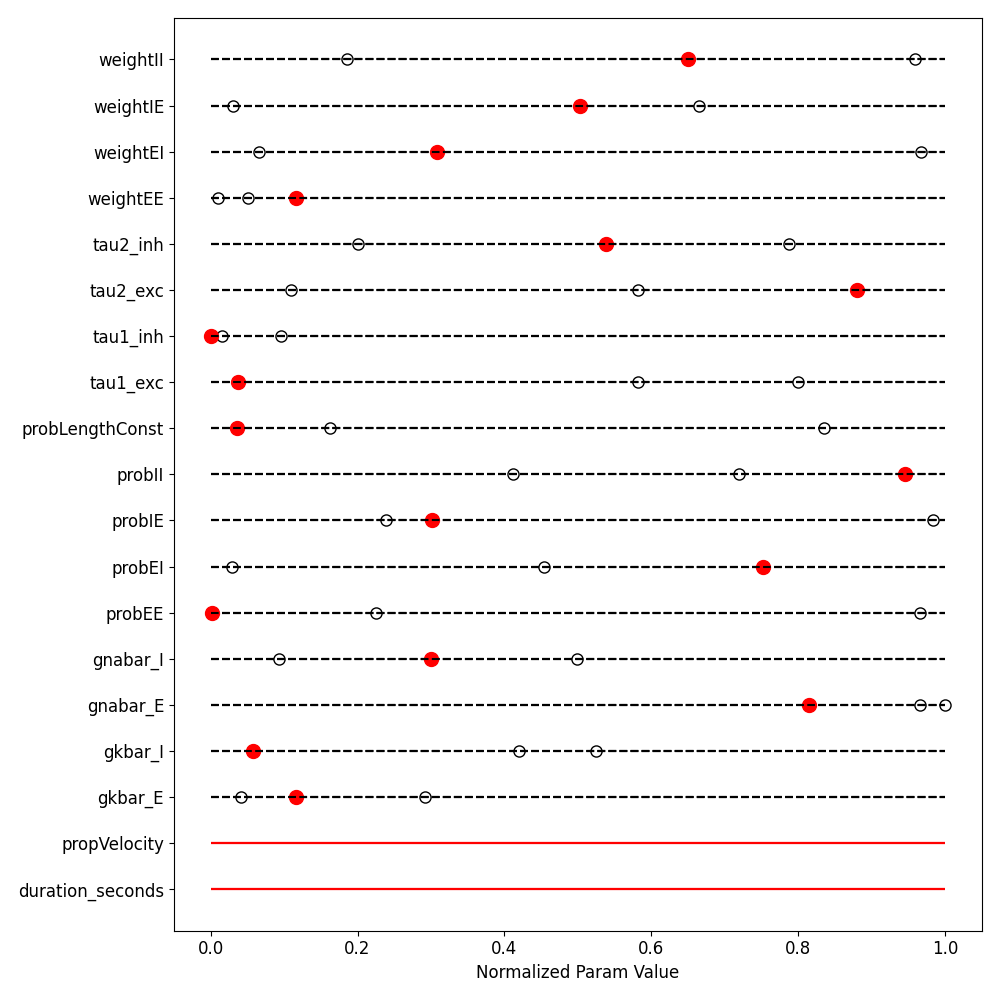 weightII
weightIE
weightEI
weightEE
tau2_inh
tau2_exc
tau1_inh
tau1_exc
probLengthConst
probII
probIE
probEI
probEE
gnabar_I
gnabar_E
gkbar_I
gkbar_E
propVelocity
duration_seconds
0.0 0.2 0.4 0.6 0.8 1.0
Normalized Param Value